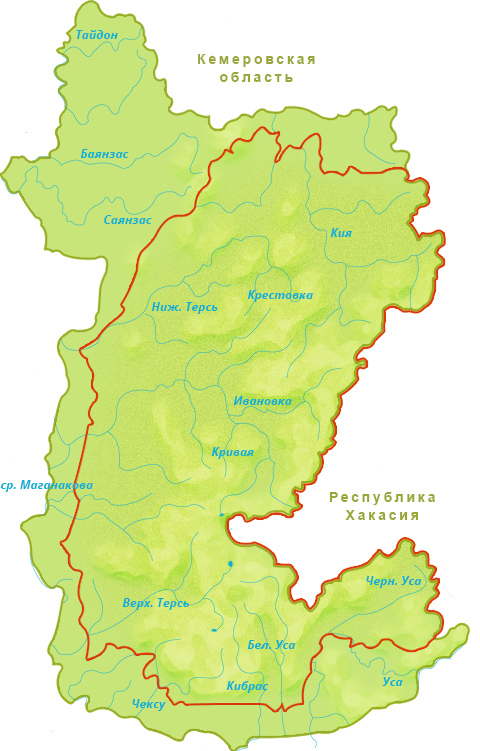 Тайдон
Кемеровская
область
Баянзас
Саянзас
Кия
Крестовка
Ниж. Терсь
Ивановка
Кривая
ср. Маганакова
Республика
Хакасия
Черн. Уса
Верх. Терсь
Бел. Уса
Уса
Кибрас
Чексу